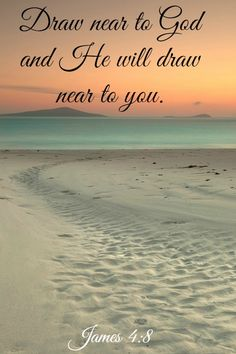 Draw near to God
and He will draw
near to you.
James 4:8